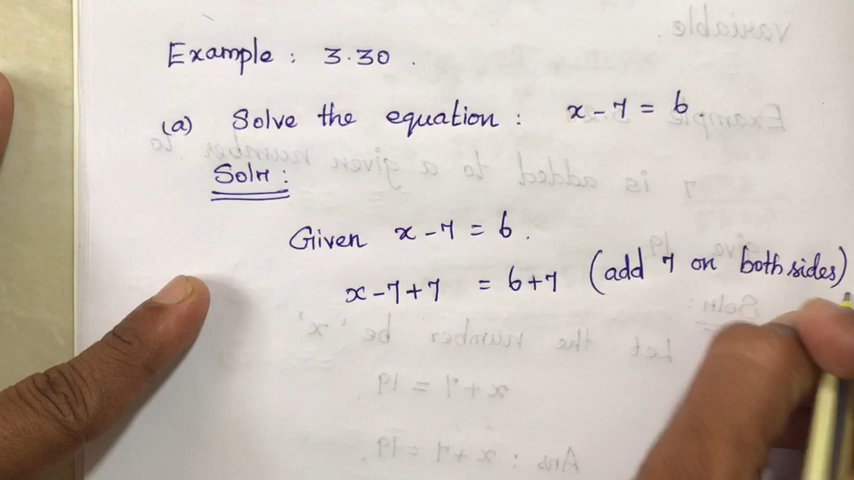 Example : 3.30 .
(a) Solve the equation : x - 7 = 6
Soln :
Given x - 7 = 6 .
x - 7 + 7 = 6 + 7 (add 7 on both sides)